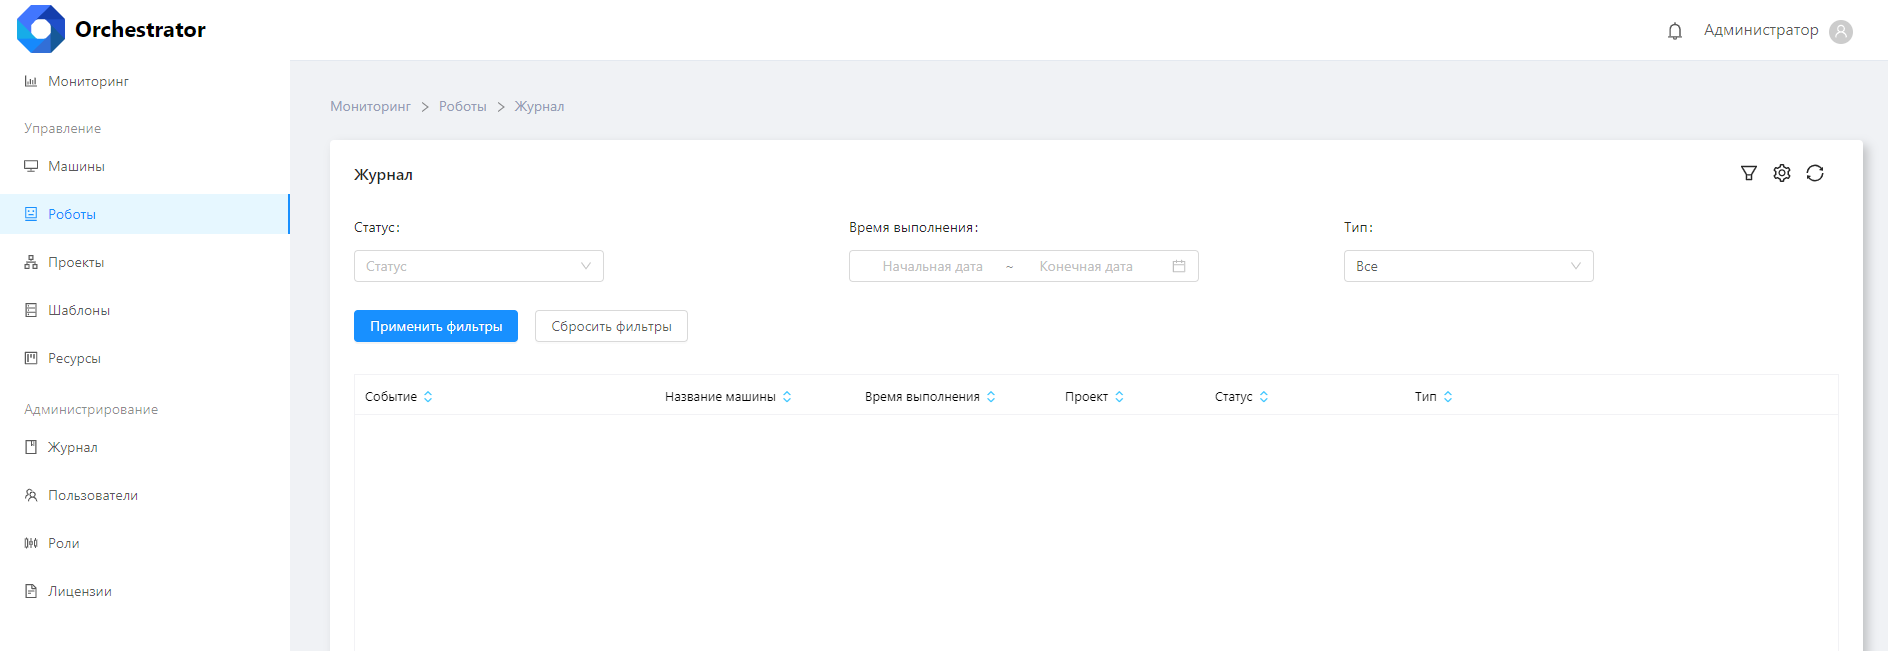 Orchestrator
Администратор
Мониторинг
Управление
Машины
Роботы
Проекты
Шаблоны
Ресурсы
Администрирование
Журнал
Пользователи
Роли
Лицензии
Мониторинг > Роботы > Журнал
Журнал
Статус: Время выполнения: Тип:
Статус Начальная дата ~ Конечная дата Все
Применить фильтры Сбросить фильтры
Событие Название машины Время выполнения Проект Статус Тип